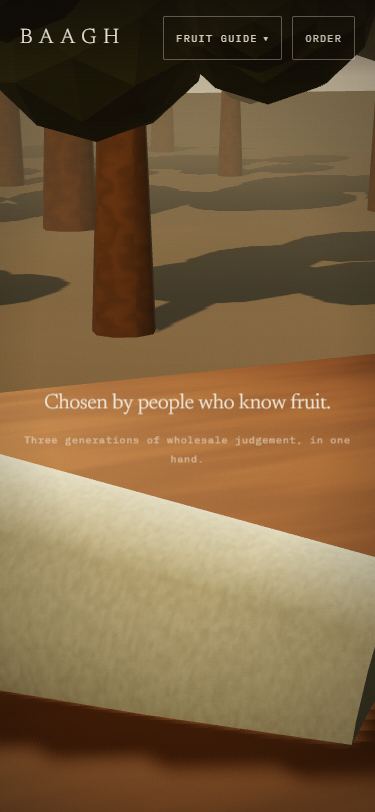 BAAGH
FRUIT GUIDE ▾
ORDER
Chosen by people who know fruit.
Three generations of wholesale judgement, in one
hand.